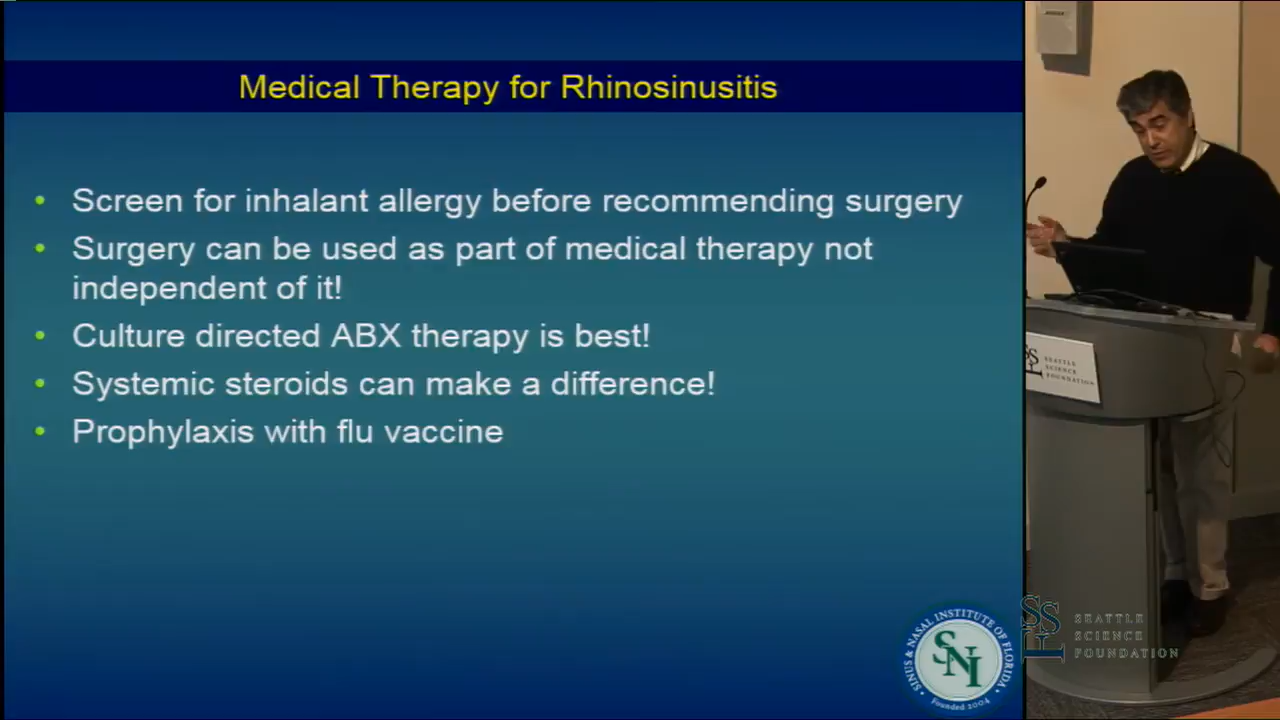 Medical Therapy for Rhinosinusitis
• Screen for inhalant allergy before recommending surgery
• Surgery can be used as part of medical therapy not
independent of it!
• Culture directed ABX therapy is best!
• Systemic steroids can make a difference!
• Prophylaxis with flu vaccine
SINUS & NASAL INSTITUTE OF FLORIDA
SNI
Founded 2004
SSF
SEATTLE
SCIENCE
FOUNDATION
SSF
SEATTLE
SCIENCE
FOUNDATION